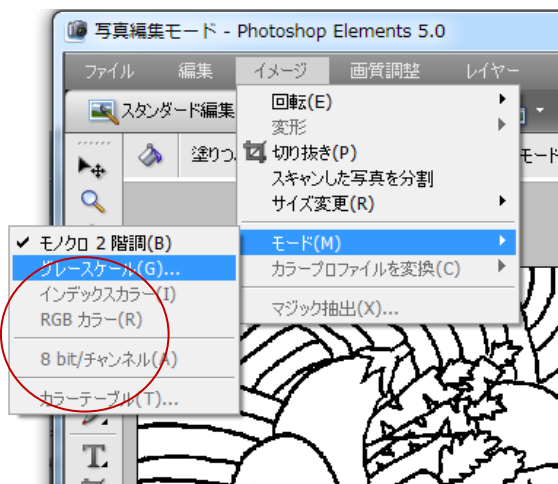 写真編集モード - Photoshop Elements 5.0
ファイル 編集 イメージ 画質調整 レイヤー
スタンダード編集
回転(E)
変形
塗りつ
切り抜き(P)
モード
スキャンした写真を分割
サイズ変更(R)
モノクロ 2 階調(B)
モード(M)
グレースケール(G)...
カラープロファイルを変換(C)
インデックスカラー(I)
マジック抽出(X)...
RGB カラー(R)
8 bit/チャンネル(A)
カラーテーブル(T)...
T